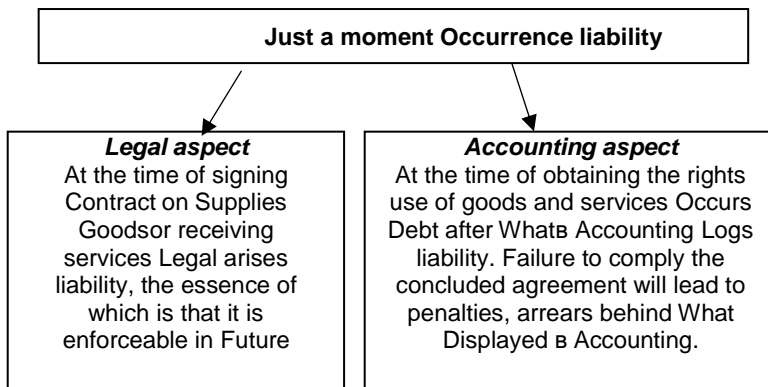 Just a moment Occurrence liability
Legal aspect
At the time of signing
Contract on Supplies
Goodsor receiving
services Legal arises
liability, the essence of
which is that it is
enforceable in Future
Accounting aspect
At the time of obtaining the rights
use of goods and services Occurs
Debt after Whatв Accounting Logs
liability. Failure to comply the
concluded agreement will lead to
penalties, arrears behind What
Displayed в Accounting.